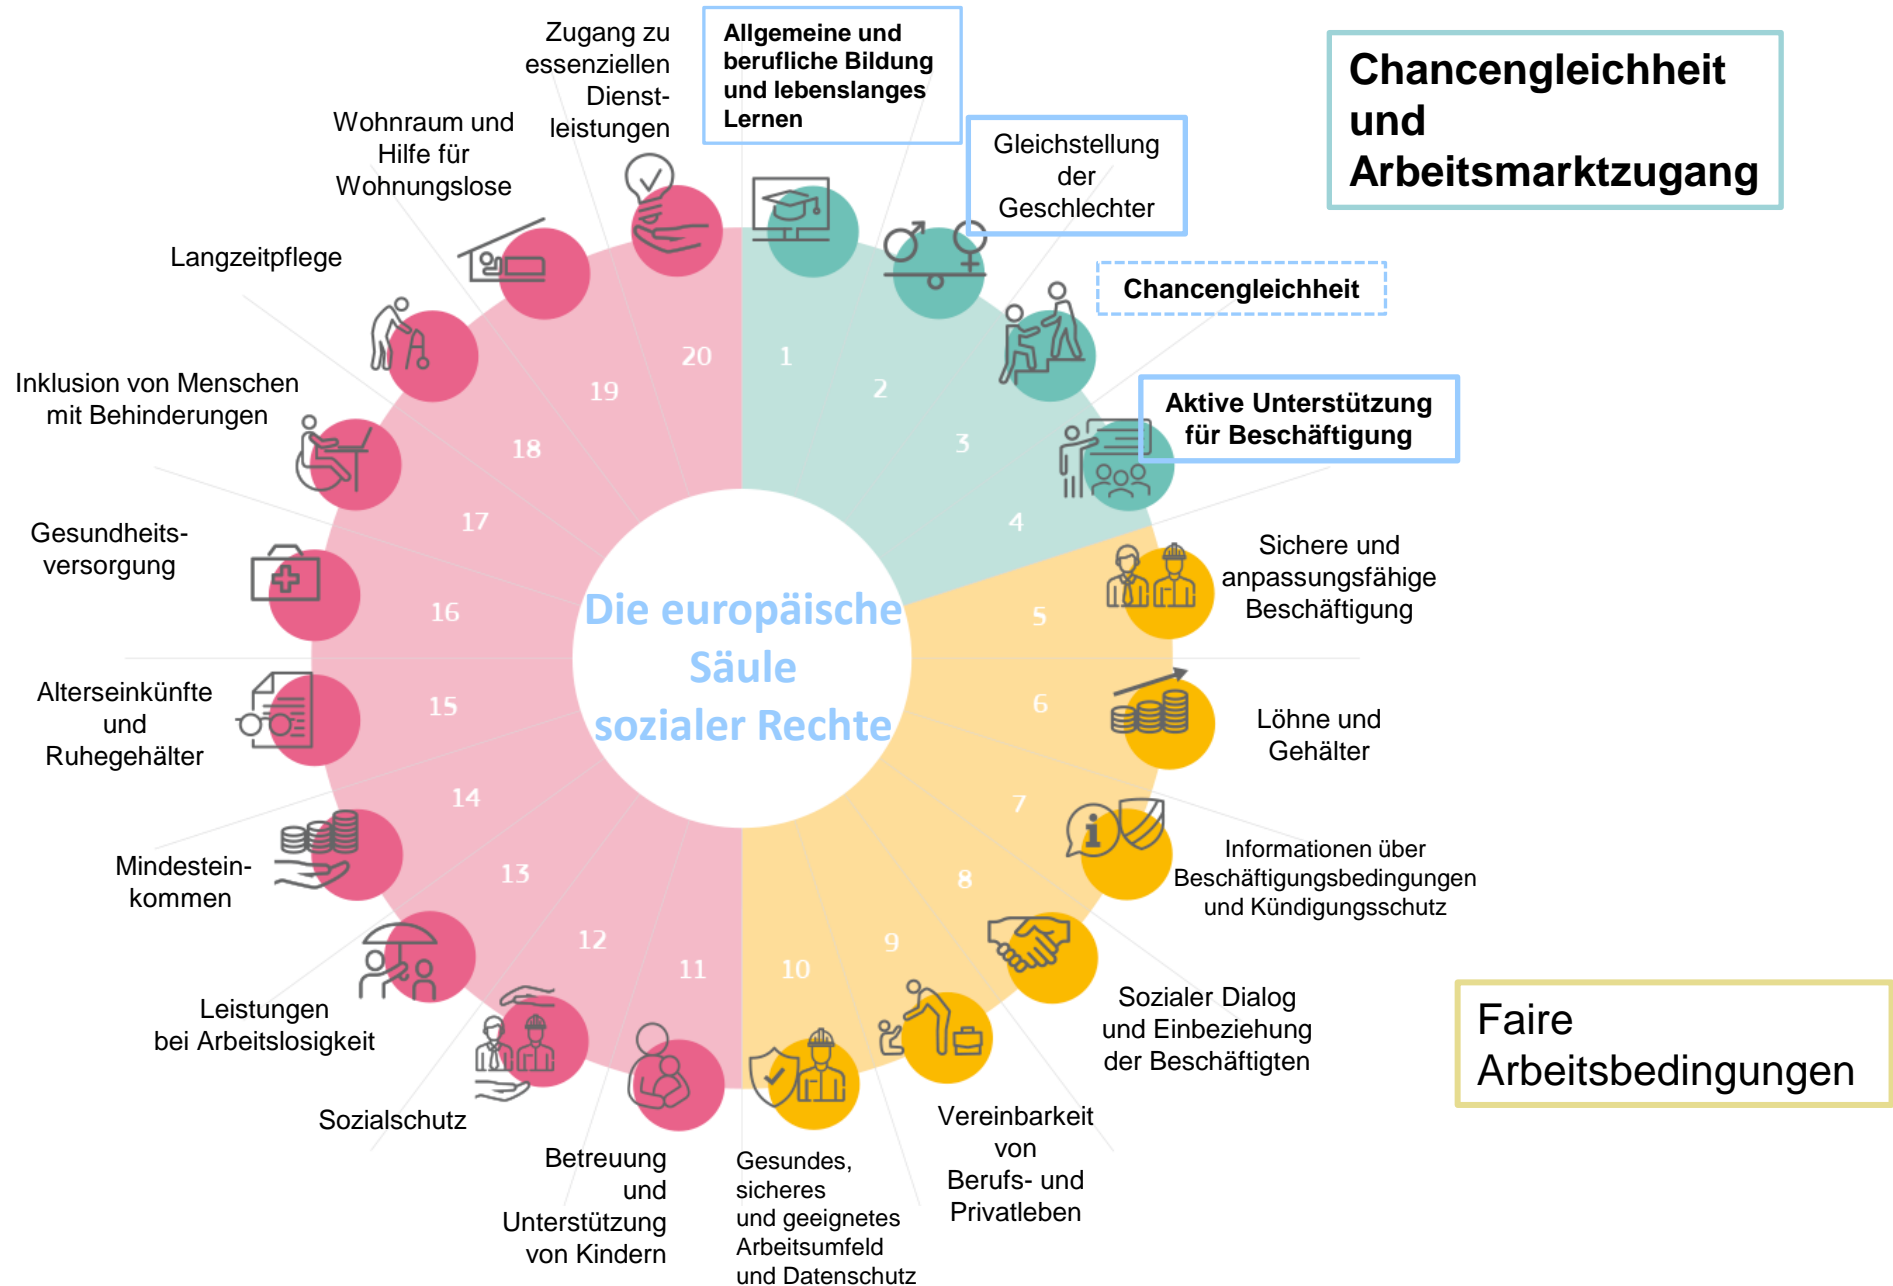 Zugang zu
essenziellen
Dienst-
leistungen
Allgemeine und
berufliche Bildung
und lebenslanges
Lernen
Chancengleichheit
und
Arbeitsmarktzugang
Wohnraum und
Hilfe für
Wohnungslose
Gleichstellung
der
Geschlechter
Langzeitpflege
Chancengleichheit
Inklusion von Menschen
mit Behinderungen
Aktive Unterstützung
für Beschäftigung
Gesundheits-
versorgung
Sichere und
anpassungsfähige
Beschäftigung
Die europäische
Säule
sozialer Rechte
1
2
3
4
5
6
7
8
9
10
11
12
13
14
15
16
17
18
19
20
Alterseinkünfte
und
Ruhegehälter
Löhne und
Gehälter
Mindestein-
kommen
Informationen über
Beschäftigungsbedingungen
und Kündigungsschutz
Leistungen
bei Arbeitslosigkeit
Sozialer Dialog
und Einbeziehung
der Beschäftigten
Faire
Arbeitsbedingungen
Sozialschutz
Betreuung
und
Unterstützung
von Kindern
Gesundes,
sicheres
und geeignetes
Arbeitsumfeld
und Datenschutz
Vereinbarkeit
von
Berufs- und
Privatleben